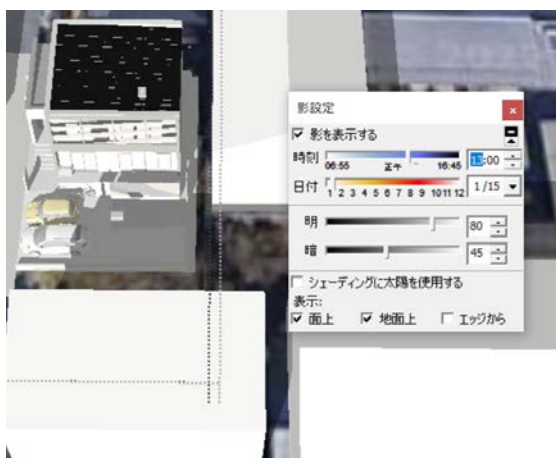 影設定
影を表示する
時刻 06:55 正午 16:45 13:00
日付 1 2 3 4 5 6 7 8 9 10 11 12 1/15
明 80
暗 45
シェーディングに太陽を使用する
表示:
面上 地面上 エッジから